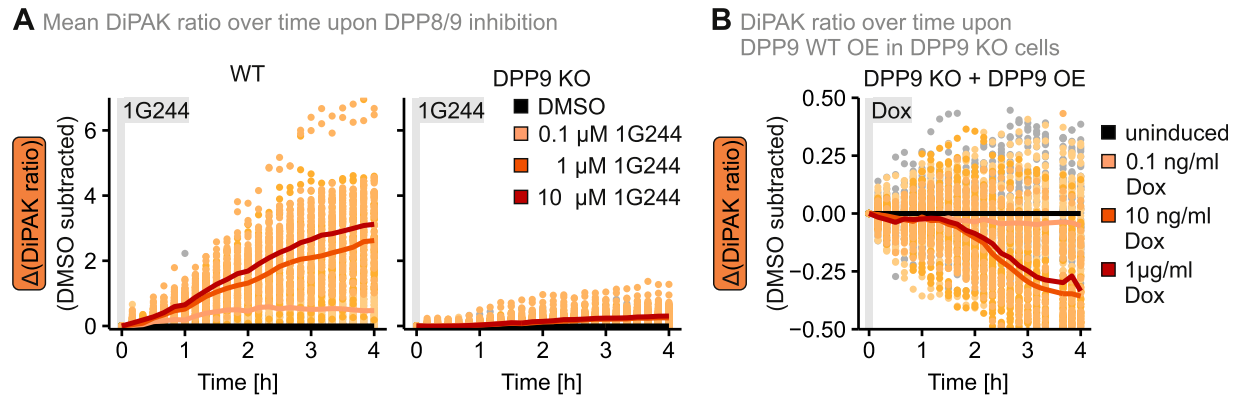 A Mean DiPAK ratio over time upon DPP8/9 inhibition
WT
DPP9 KO
1G244
1G244
DMSO
0.1 µM 1G244
1 µM 1G244
10 µM 1G244
Δ(DiPAK ratio)
(DMSO subtracted)
6
4
2
0
0 1 2 3 4
0 1 2 3 4
Time [h]
Time [h]
B DiPAK ratio over time upon
DPP9 WT OE in DPP9 KO cells
DPP9 KO + DPP9 OE
Dox
Δ(DiPAK ratio)
(DMSO subtracted)
0.50
0.25
0.00
−0.25
−0.50
0 1 2 3 4
Time [h]
uninduced
0.1 ng/ml
Dox
10 ng/ml
Dox
1µg/ml
Dox